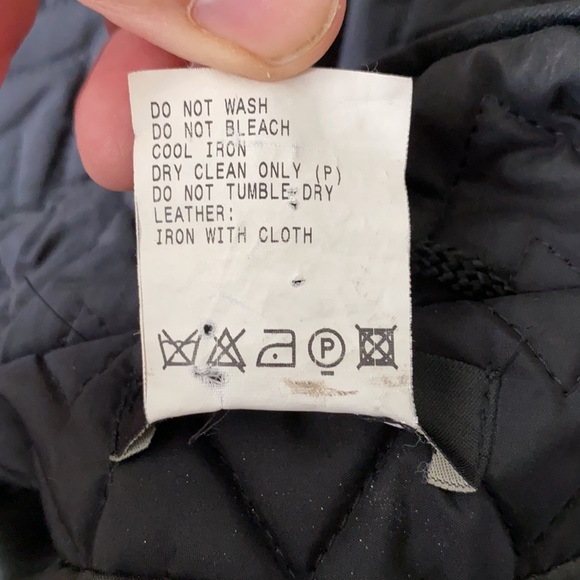 DO NOT WASH
DO NOT BLEACH
COOL IRON
DRY CLEAN ONLY (P)
DO NOT TUMBLE DRY
LEATHER:
IRON WITH CLOTH
P